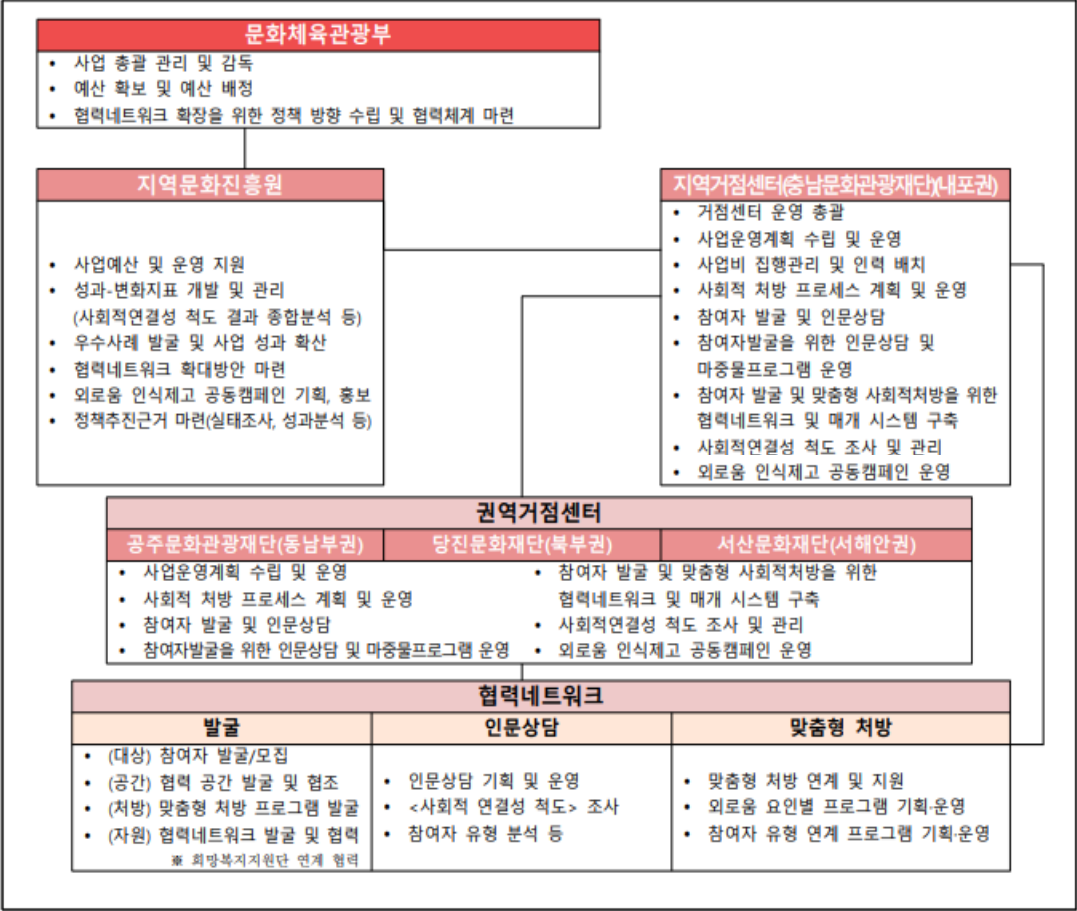 문화체육관광부
• 사업 총괄 관리 및 감독
• 예산 확보 및 예산 배정
• 협력네트워크 확장을 위한 정책 방향 수립 및 협력체계 마련
지역문화진흥원
• 사업예산 및 운영 지원
• 성과-변화지표 개발 및 관리
(사회적연결성 척도 결과 종합분석 등)
• 우수사례 발굴 및 사업 성과 확산
• 협력네트워크 확대방안 마련
• 외로움 인식제고 공동캠페인 기획, 홍보
• 정책추진근거 마련(실태조사, 성과분석 등)
지역거점센터(충남문화관광재단)(내포권)
• 거점센터 운영 총괄
• 사업운영계획 수립 및 운영
• 사업비 집행관리 및 인력 배치
• 사회적 처방 프로세스 계획 및 운영
• 참여자 발굴 및 인문상담
• 참여자발굴을 위한 인문상담 및
마중물프로그램 운영
• 참여자 발굴 및 맞춤형 사회적처방을 위한
협력네트워크 및 매개 시스템 구축
• 사회적연결성 척도 조사 및 관리
• 외로움 인식제고 공동캠페인 운영
권역거점센터
공주문화관광재단(동남부권)
당진문화재단(북부권)
서산문화재단(서해안권)
• 사업운영계획 수립 및 운영
• 사회적 처방 프로세스 계획 및 운영
• 참여자 발굴 및 인문상담
• 참여자발굴을 위한 인문상담 및 마중물프로그램 운영
• 참여자 발굴 및 맞춤형 사회적처방을 위한
협력네트워크 및 매개 시스템 구축
• 사회적연결성 척도 조사 및 관리
• 외로움 인식제고 공동캠페인 운영
협력네트워크
발굴
• (대상) 참여자 발굴/모집
• (공간) 협력 공간 발굴 및 협조
• (처방) 맞춤형 처방 프로그램 발굴
• (자원) 협력네트워크 발굴 및 협력
※ 희망복지지원단 연계 협력
인문상담
• 인문상담 기획 및 운영
• <사회적 연결성 척도> 조사
• 참여자 유형 분석 등
맞춤형 처방
• 맞춤형 처방 연계 및 지원
• 외로움 요인별 프로그램 기획·운영
• 참여자 유형 연계 프로그램 기획·운영